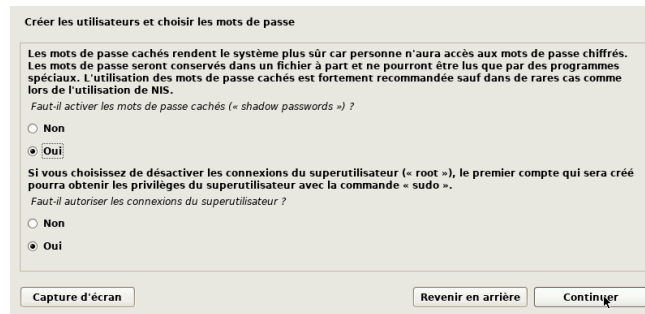 Créer les utilisateurs et choisir les mots de passe
Les mots de passe cachés rendent le système plus sûr car personne n'aura accès aux mots de passe chiffrés.
Les mots de passe seront conservés dans un fichier à part et ne pourront être lus que par des programmes
spéciaux. L'utilisation des mots de passe cachés est fortement recommandée sauf dans de rares cas comme
lors de l'utilisation de NIS.
Faut-il activer les mots de passe cachés (« shadow passwords ») ?
Non
Oui
Si vous choisissez de désactiver les connexions du superutilisateur (« root »), le premier compte qui sera créé
pourra obtenir les privilèges du superutilisateur avec la commande « sudo ».
Faut-il autoriser les connexions du superutilisateur ?
Non
Oui
Capture d'écran
Revenir en arrière
Continuer